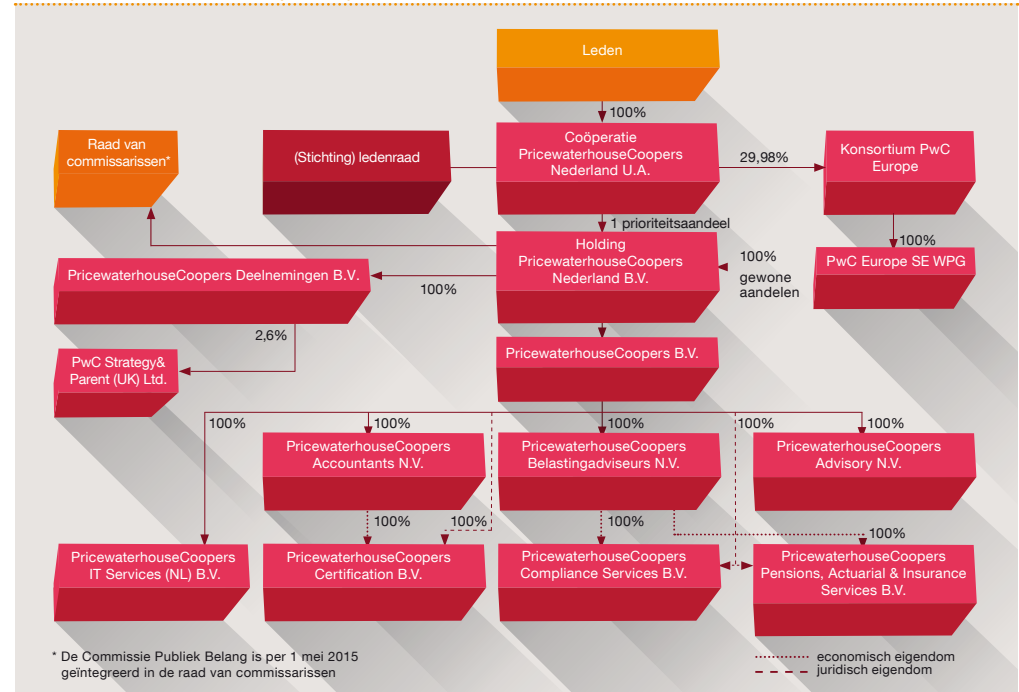 Leden
100%
Raad van
commissarissen*
(Stichting) ledenraad
Coöperatie
PricewaterhouseCoopers
Nederland U.A.
29,98%
Konsortium PwC
Europe
1 prioriteitsaandeel
100%
PricewaterhouseCoopers Deelnemingen B.V.
100%
Holding
PricewaterhouseCoopers
Nederland B.V.
100%
gewone
aandelen
PwC Europe SE WPG
2,6%
PwC Strategy&
Parent (UK) Ltd.
PricewaterhouseCoopers B.V.
100%
100%
100%
100%
100%
PricewaterhouseCoopers
Accountants N.V.
PricewaterhouseCoopers
Belastingadviseurs N.V.
PricewaterhouseCoopers
Advisory N.V.
100%
100%
100%
100%
PricewaterhouseCoopers
IT Services (NL) B.V.
PricewaterhouseCoopers
Certification B.V.
PricewaterhouseCoopers
Compliance Services B.V.
PricewaterhouseCoopers
Pensions, Actuarial & Insurance
Services B.V.
* De Commissie Publiek Belang is per 1 mei 2015
geïntegreerd in de raad van commissarissen
economisch eigendom
juridisch eigendom